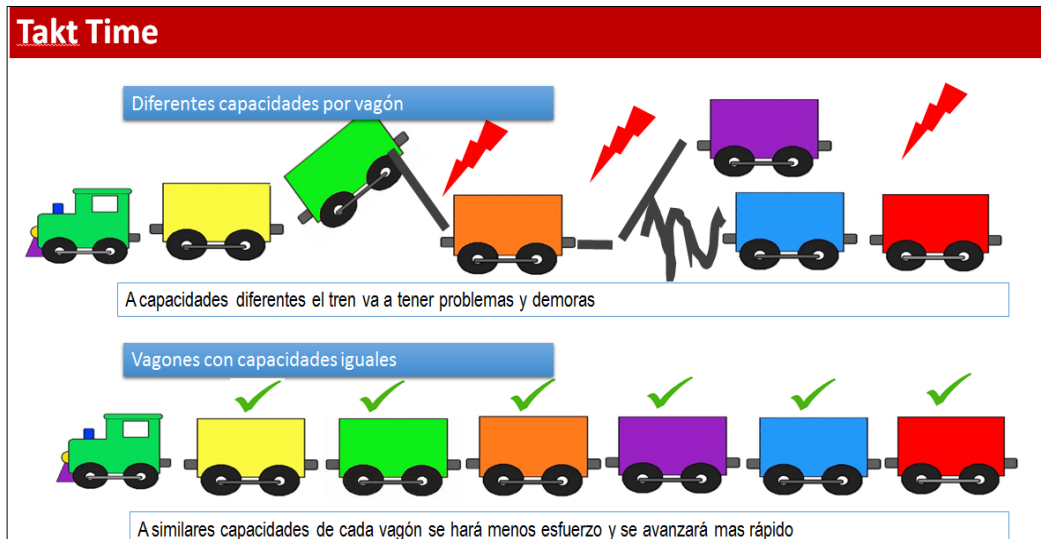 Takt Time
Diferentes capacidades por vagón
A capacidades diferentes el tren va a tener problemas y demoras
Vagones con capacidades iguales
A similares capacidades de cada vagón se hará menos esfuerzo y se avanzará mas rápido